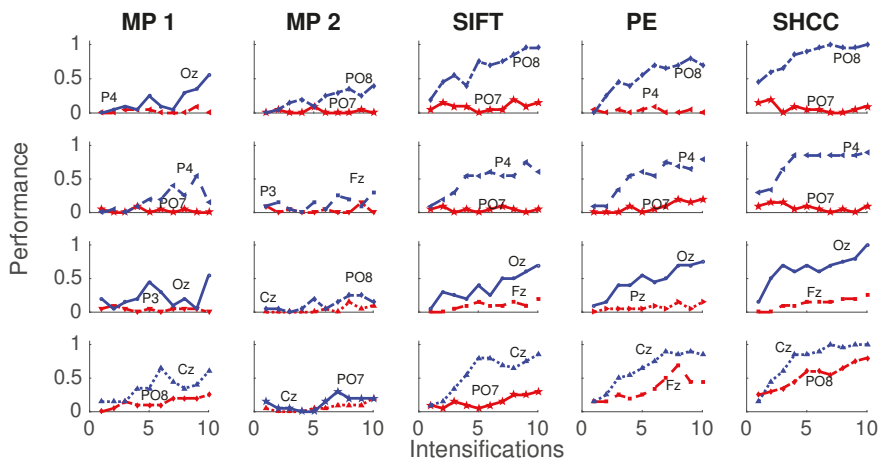 MP 1 MP 2 SIFT PE SHCC
Performance
1
0.5
0
P4 Oz
PO8 PO7
PO8 PO7
PO8 P4
PO8 PO7
1
0.5
0
P4 PO7
P3 Fz
P4 PO7
P4 PO7
P4 PO7
1
0.5
0
Oz P3
Cz PO8
Oz Fz
Oz Pz
Oz Fz
1
0.5
0
Cz PO8
Cz PO7
Cz PO7
Cz Fz
Cz PO8
0 5 10 0 5 10 0 5 10 0 5 10 0 5 10
Intensifications